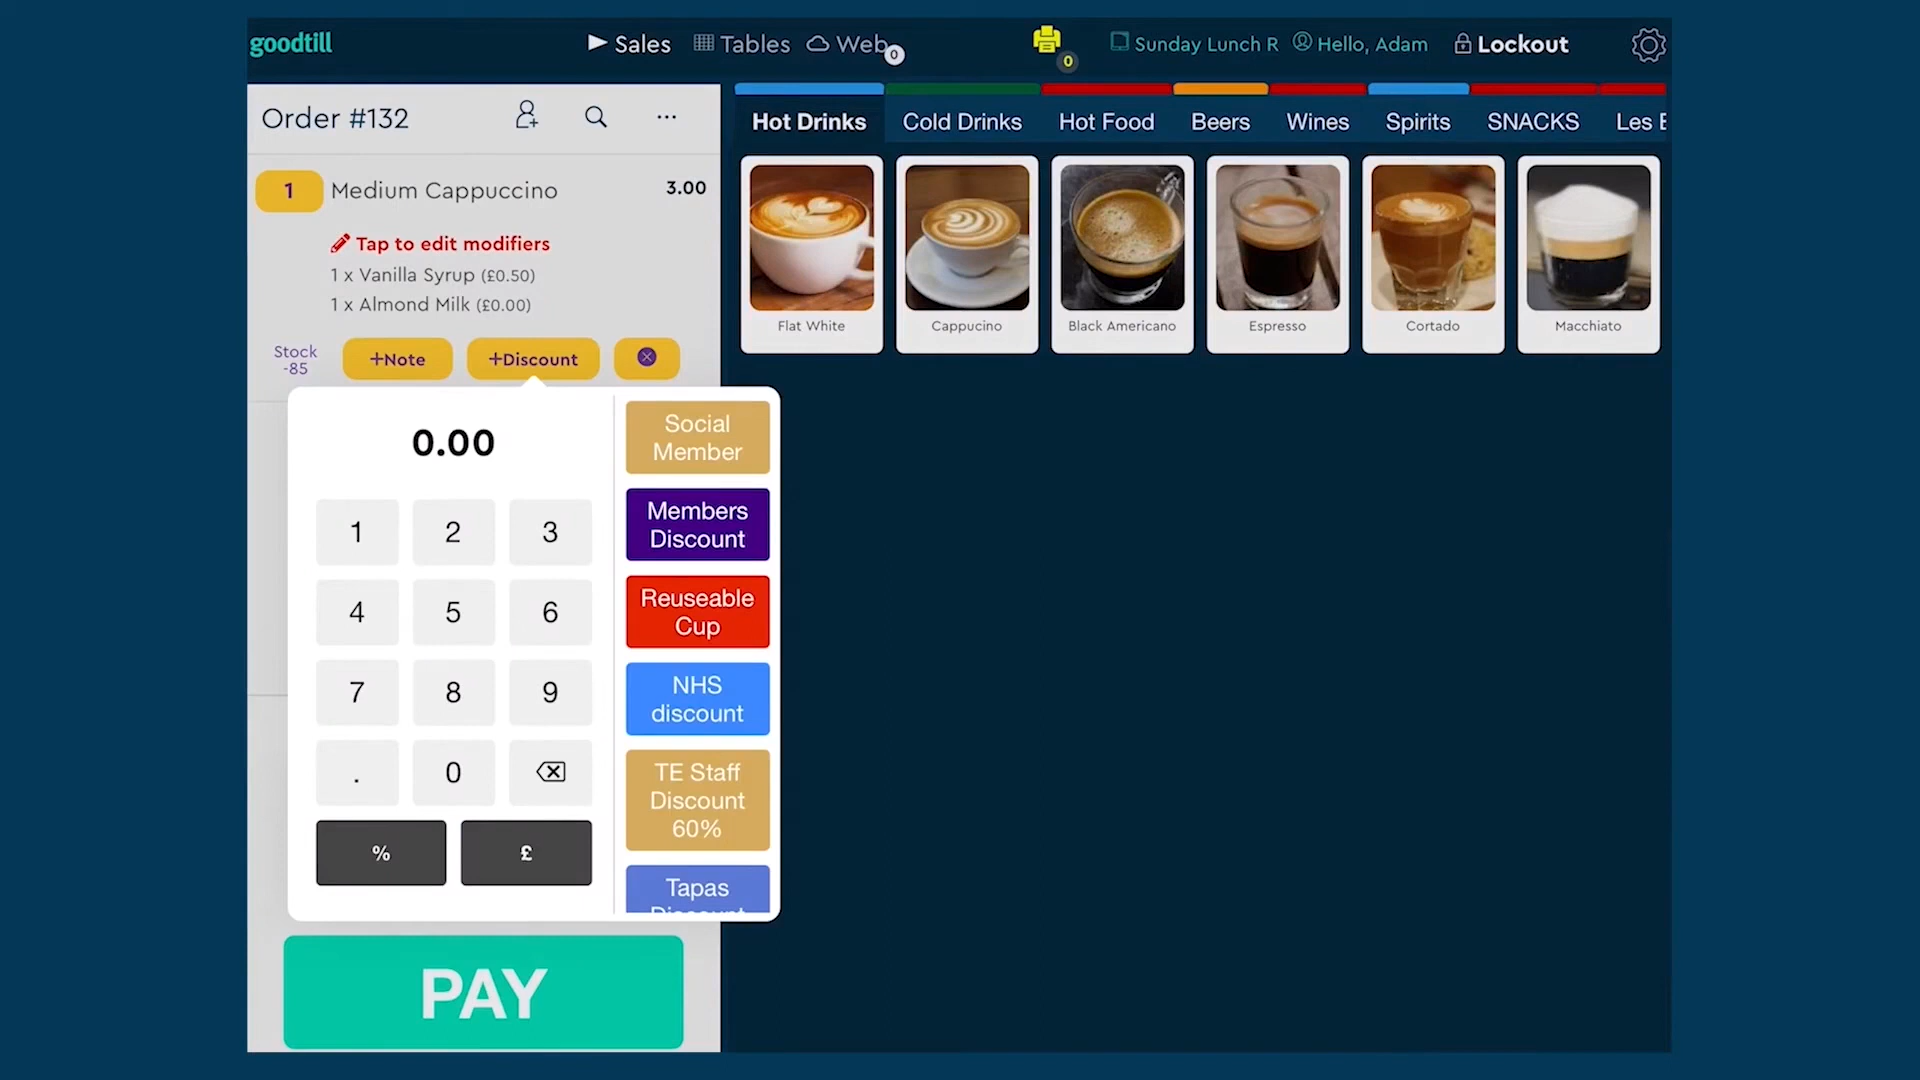 goodtill
Sales
Tables
Web
0
0
Sunday Lunch R
Hello, Adam
Lockout
Order #132
...
1
Medium Cappuccino
3.00
Tap to edit modifiers
1 x Vanilla Syrup (£0.50)
1 x Almond Milk (£0.00)
Stock
-85
+Note
+Discount
0.00
1
2
3
4
5
6
7
8
9
.
0
%
£
Social
Member
Members
Discount
Reuseable
Cup
NHS
discount
TE Staff
Discount
60%
Tapas
Discount
PAY
Hot Drinks
Cold Drinks
Hot Food
Beers
Wines
Spirits
SNACKS
Les
Flat White
Cappucino
Black Americano
Espresso
Cortado
Macchiato